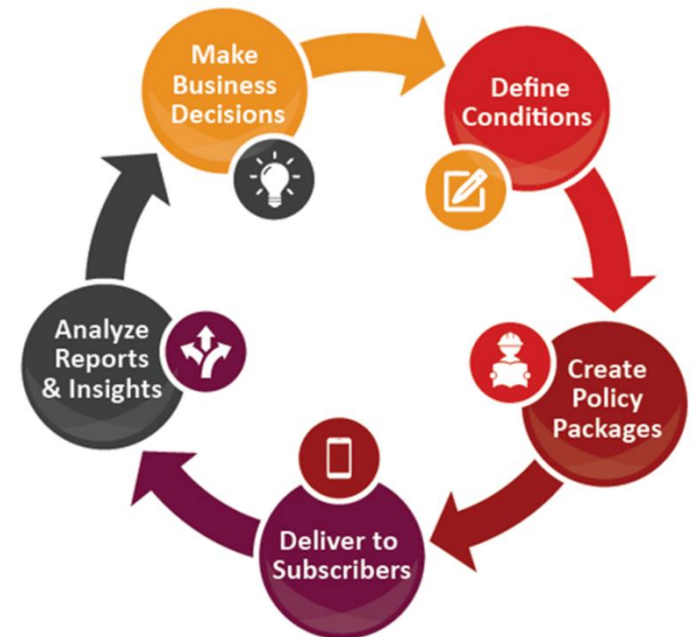 Make
Business
Decisions
Define
Conditions
Create
Policy
Packages
Deliver to
Subscribers
Analyze
Reports
& Insights